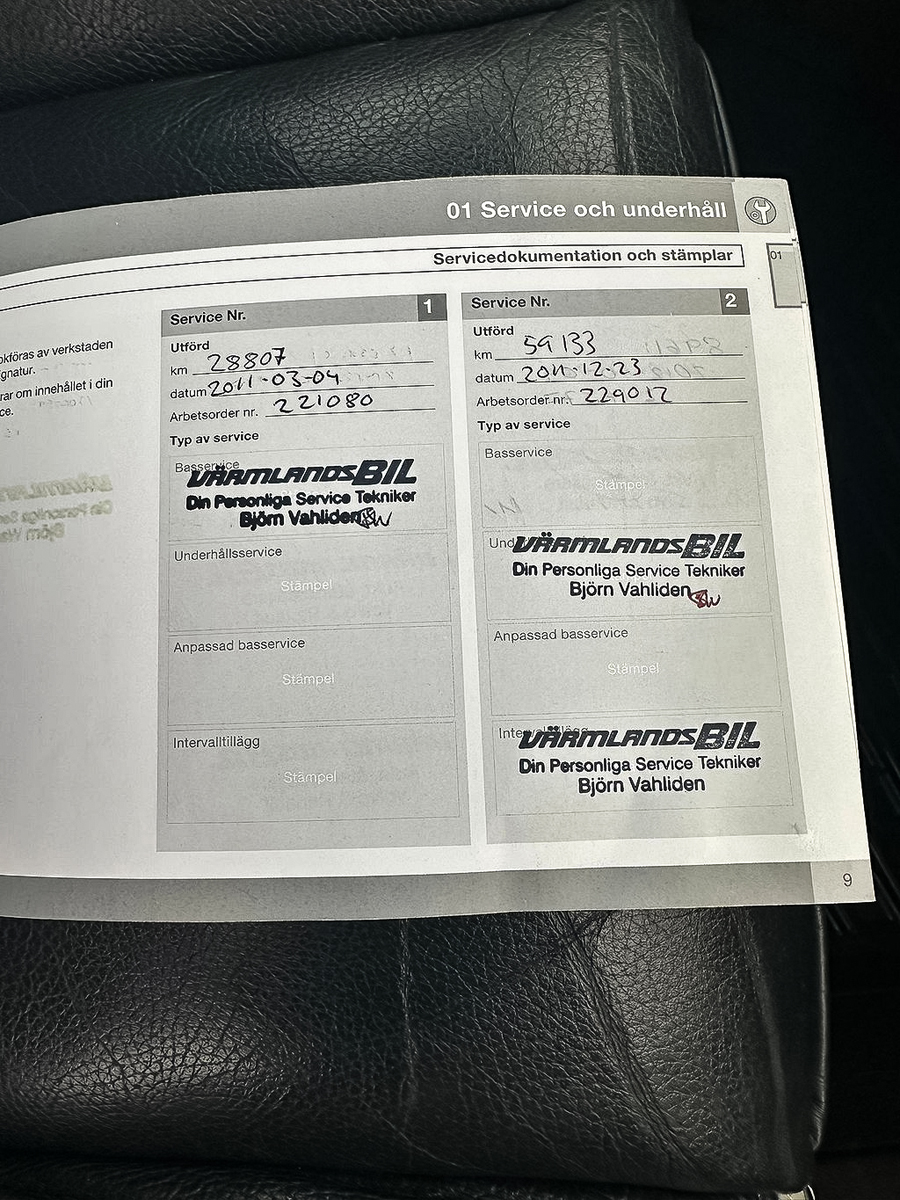 01 Service och underhåll
01
Servicedokumentation och stämplar
okföras av verkstaden
gnatur.
rar om innehållet i din
ce.
Service Nr. 1
Utförd
km 28807
datum 2011-03-04
Arbetsorder nr. 221080
Typ av service
Basservice
VÄRMLANDSBIL
Din Personliga Service Tekniker
Björn Vahliden
Underhållsservice
Stämpel
Anpassad basservice
Stämpel
Intervalltillägg
Stämpel
Service Nr. 2
Utförd
km 59133
datum 2011-12-23
Arbetsorder nr. 229012
Typ av service
Basservice
Stämpel
Und
VÄRMLANDSBIL
Din Personliga Service Tekniker
Björn Vahliden
Anpassad basservice
Stämpel
Intervalltillägg
VÄRMLANDSBIL
Din Personliga Service Tekniker
Björn Vahliden
9